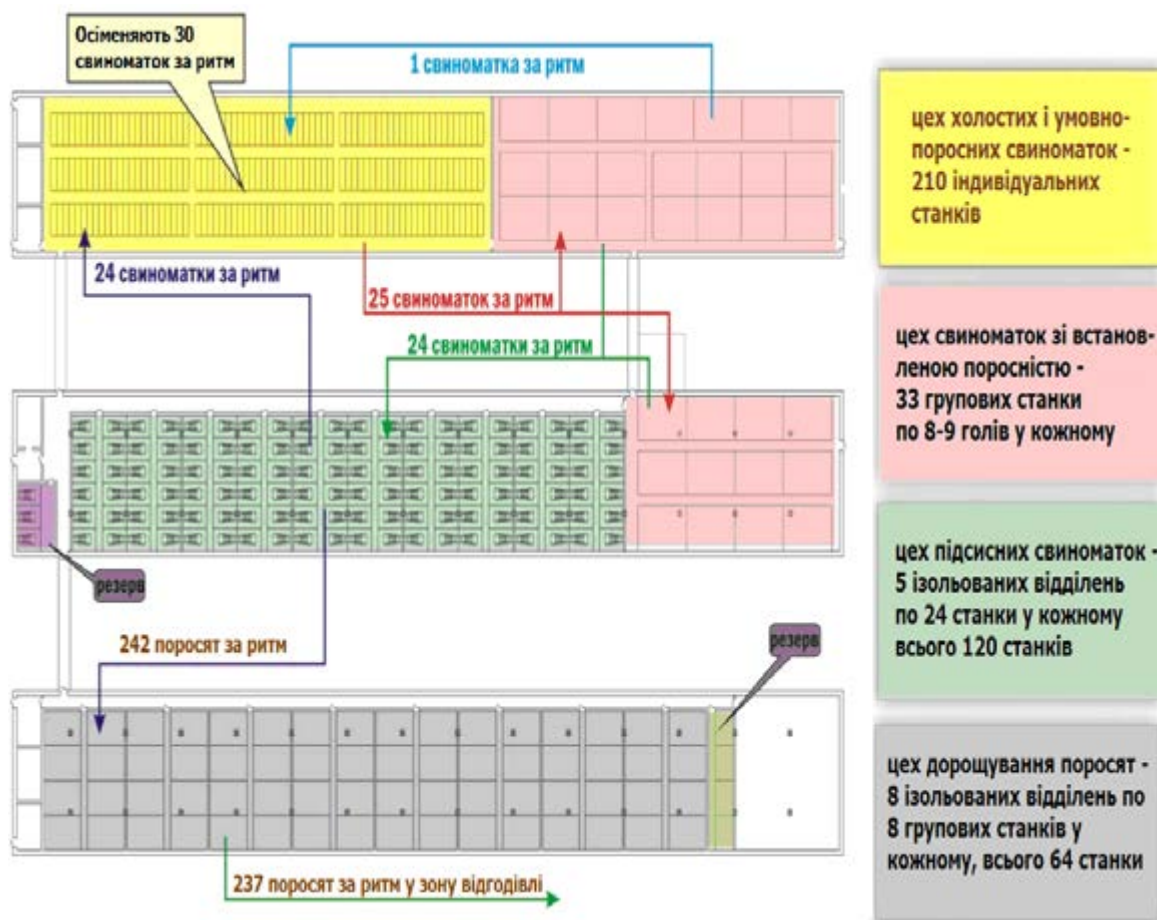 Осіменяють 30
свиноматок за ритм
1 свиноматка за ритм
24 свиноматки за ритм
25 свиноматок за ритм
24 свиноматки за ритм
резерв
242 поросят за ритм
резерв
237 поросят за ритм у зону відгодівлі
цех холостих і умовно-
поросних свиноматок -
210 індивідуальних
станків
цех свиноматок зі встанов-
леною поросністю -
33 групових станки
по 8-9 голів у кожному
цех підсисних свиноматок -
5 ізольованих відділень
по 24 станки у кожному
всього 120 станків
цех дорощування поросят -
8 ізольованих відділень по
8 групових станків у
кожному, всього 64 станки